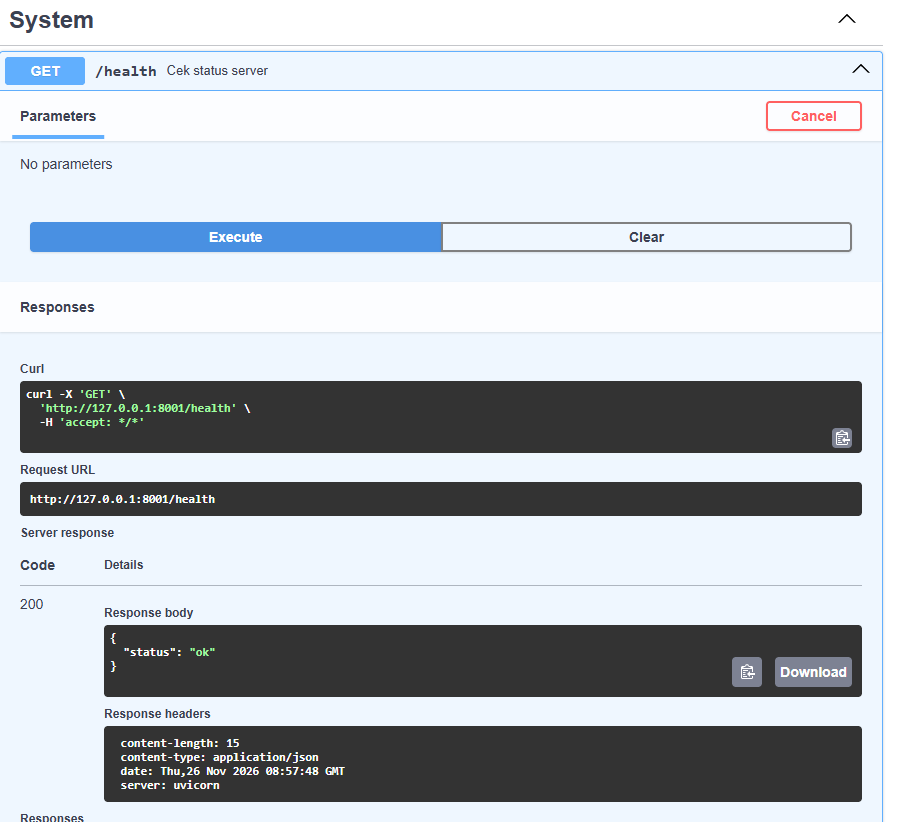 System
GET /health Cek status server
Parameters
Cancel
No parameters
Execute
Clear
Responses
Curl
curl -X 'GET' \
  'http://127.0.0.1:8001/health' \
  -H 'accept: */*'
Request URL
http://127.0.0.1:8001/health
Server response
Code
Details
200
Response body
{
  "status": "ok"
}
Download
Response headers
content-length: 15
content-type: application/json
date: Thu,26 Nov 2026 08:57:48 GMT
server: uvicorn
Responses